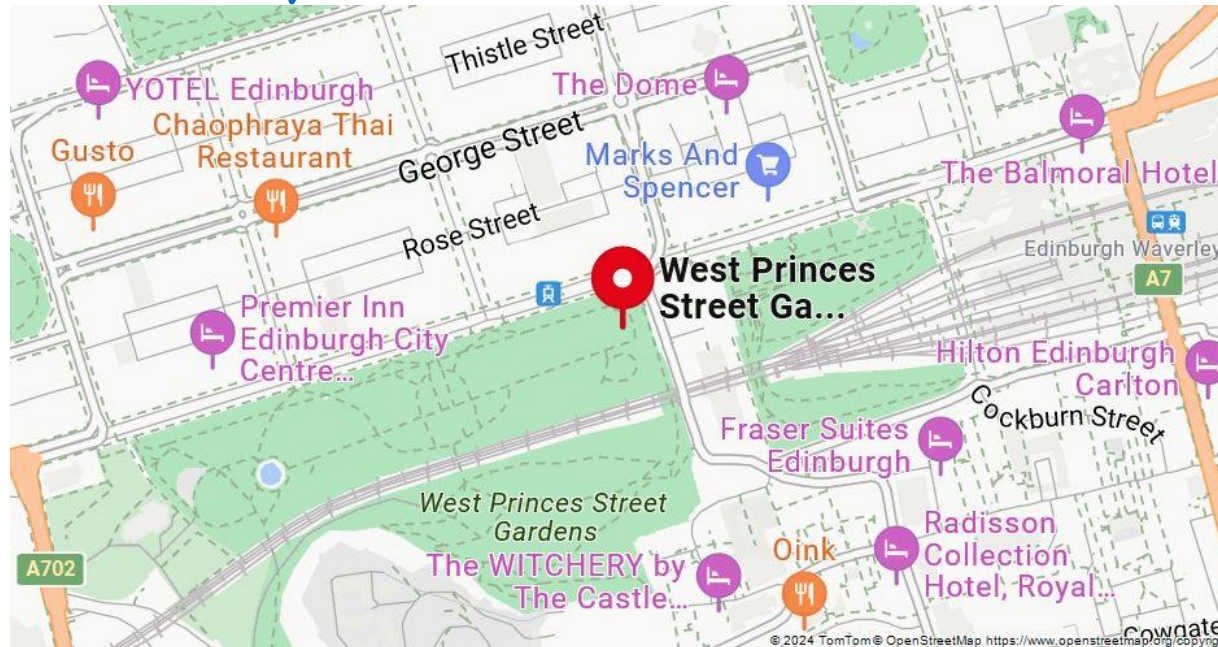 Thistle Street
YOTEL Edinburgh
The Dome
Gusto
Chaophraya Thai
Restaurant
George Street
Marks And
Spencer
The Balmoral Hotel
Rose Street
Edinburgh Waverley
A7
West Princes
Street Ga...
Premier Inn
Edinburgh City
Centre...
Hilton Edinburgh
Carlton
Cockburn Street
Fraser Suites
Edinburgh
West Princes Street
Gardens
A702
The WITCHERY by
The Castle...
Oink
Radisson
Collection
Hotel, Royal...
Cowgate
© 2024 TomTom © OpenStreetMap https://www.openstreetmap.org/copyrig